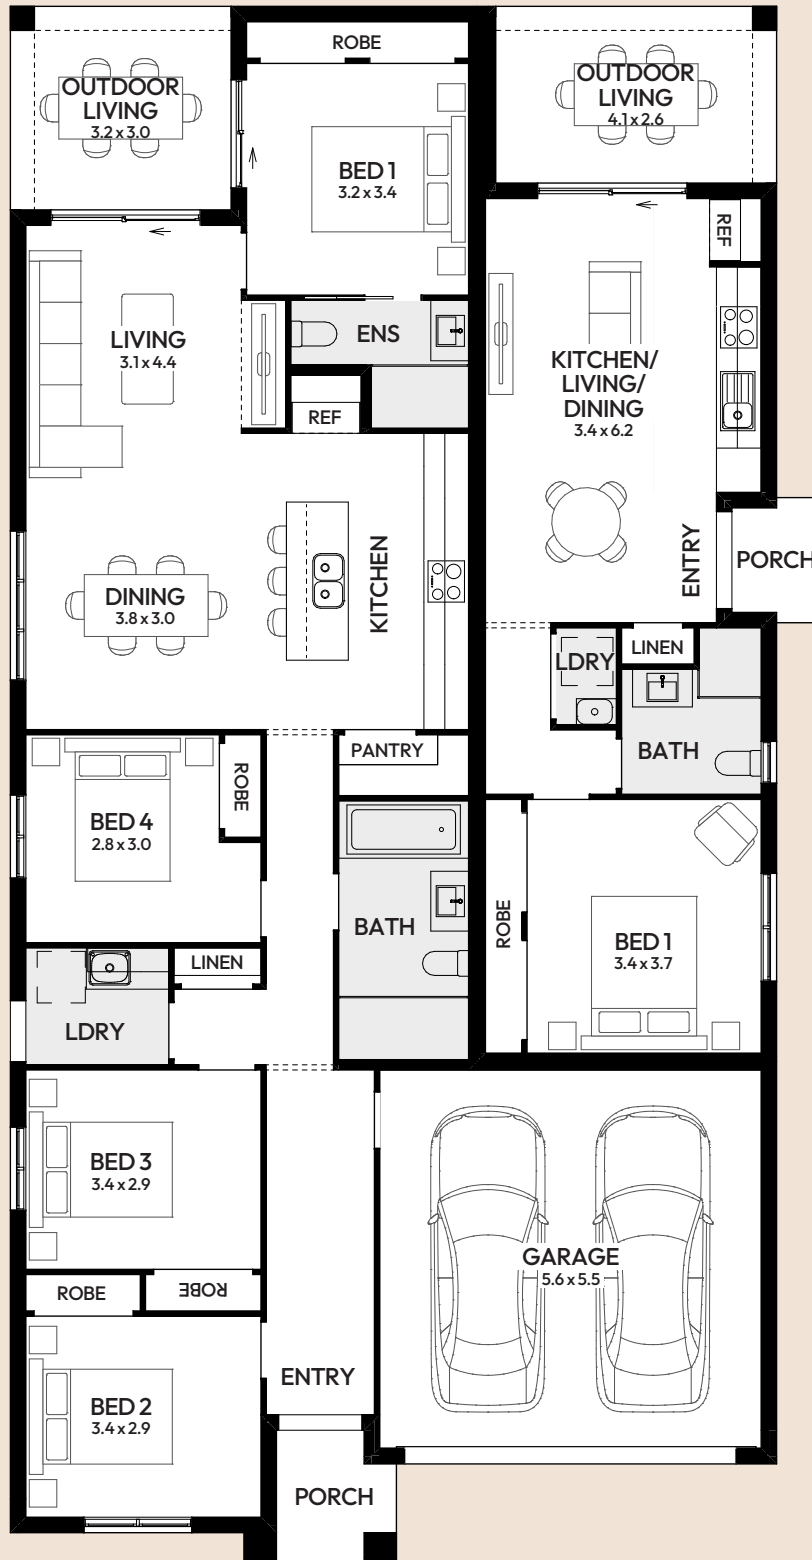 ROBE
OUTDOOR
LIVING
3.2 x 3.0
BED 1
3.2 x 3.4
OUTDOOR
LIVING
4.1 x 2.6
REF
LIVING
3.1 x 4.4
ENS
REF
KITCHEN/
LIVING/
DINING
3.4 x 6.2
KITCHEN
DINING
3.8 x 3.0
ENTRY
PORCH
LDRY
LINEN
BATH
PANTRY
ROBE
BED 4
2.8 x 3.0
BATH
ROBE
BED 1
3.4 x 3.7
LINEN
LDRY
BED 3
3.4 x 2.9
ROBE
ROBE
GARAGE
5.6 x 5.5
BED 2
3.4 x 2.9
ENTRY
PORCH